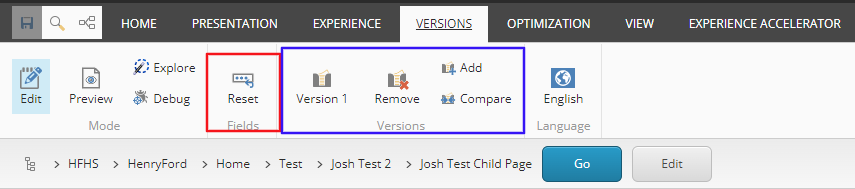 HOME PRESENTATION EXPERIENCE VERSIONS OPTIMIZATION VIEW EXPERIENCE ACCELERATOR
Explore Add
Edit Preview Debug Reset Version 1 Remove Compare English
Mode Fields Versions Language
HFHS HenryFord Home Test Josh Test 2 Josh Test Child Page Go Edit